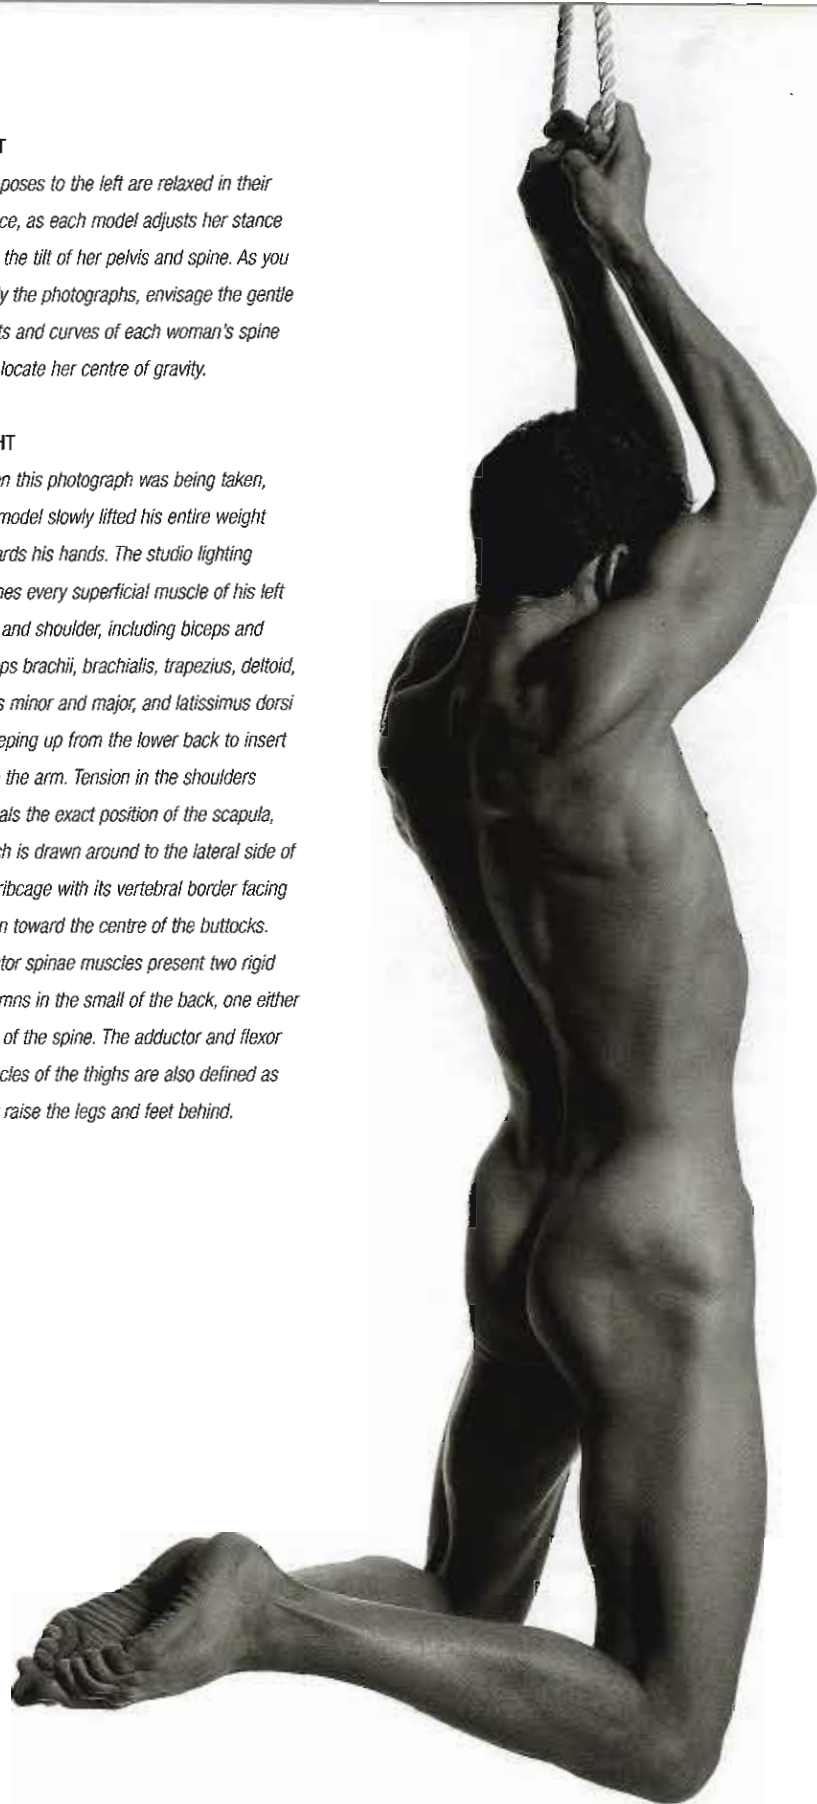 T
poses to the left are relaxed in their
ce, as each model adjusts her stance
the tilt of her pelvis and spine. As you
y the photographs, envisage the gentle
ts and curves of each woman's spine
locate her centre of gravity.
HT
n this photograph was being taken,
model slowly lifted his entire weight
ards his hands. The studio lighting
nes every superficial muscle of his left
and shoulder, including biceps and
ps brachii, brachialis, trapezius, deltoid,
s minor and major, and latissimus dorsi
eping up from the lower back to insert
the arm. Tension in the shoulders
als the exact position of the scapula,
ch is drawn around to the lateral side of
ribcage with its vertebral border facing
n toward the centre of the buttocks.
tor spinae muscles present two rigid
mns in the small of the back, one either
of the spine. The adductor and flexor
cles of the thighs are also defined as
raise the legs and feet behind.